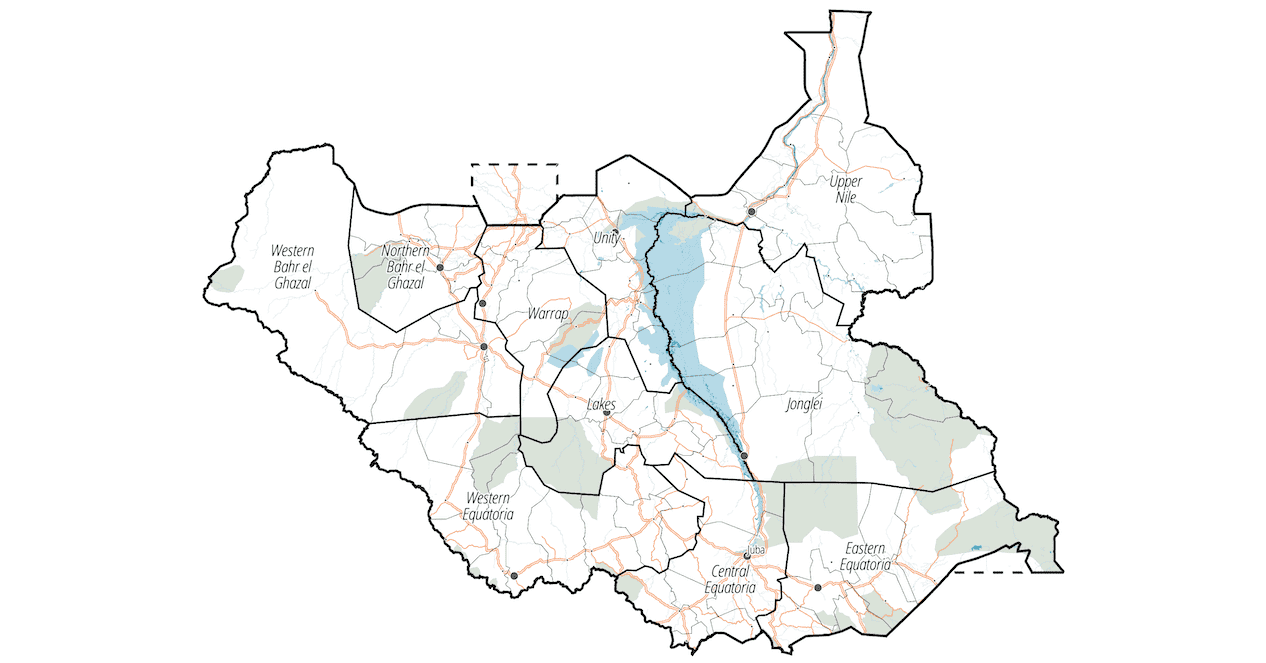 Upper
Nile
Unity
Western
Bahr el
Ghazal
Northern
Bahr el
Ghazal
Warrap
Lakes
Jonglei
Western
Equatoria
Juba
Central
Equatoria
Eastern
Equatoria